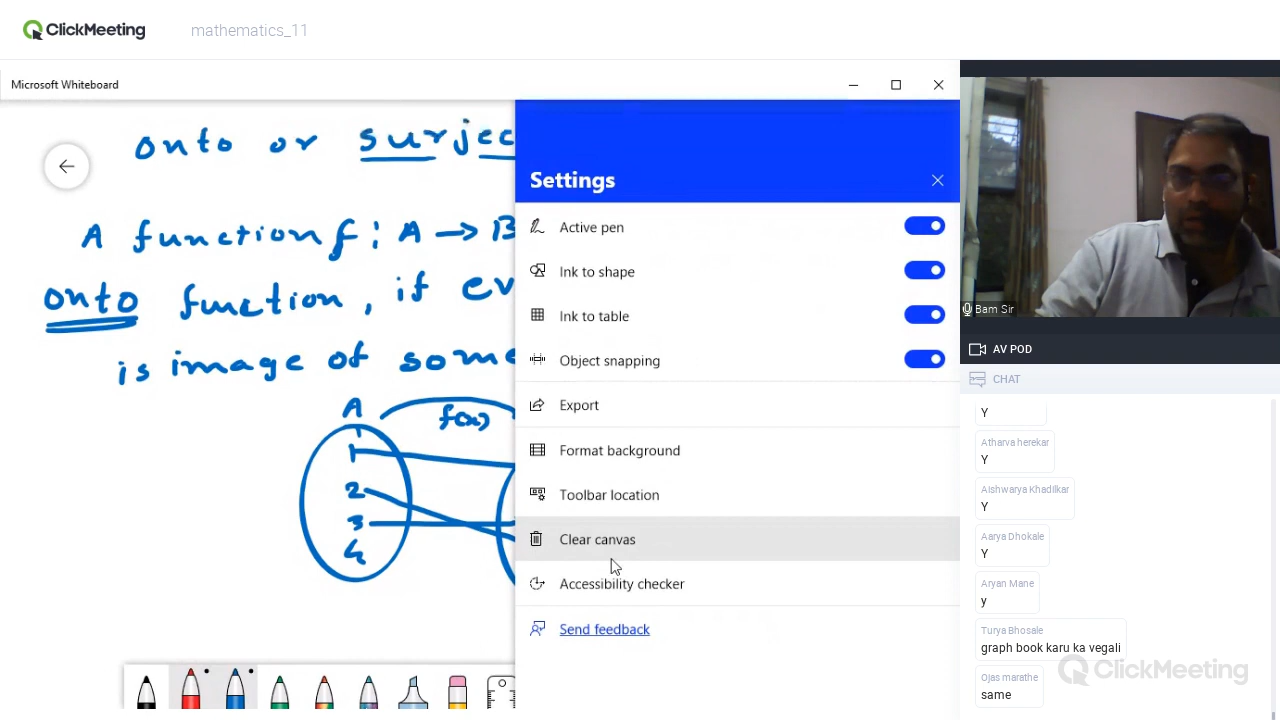 ClickMeeting
mathematics_11
Microsoft Whiteboard
onto or surjec
A function f : A → B
onto function, if ev
is image of some
A
f(x)
1
2
3
4
Settings
Active pen
Ink to shape
Ink to table
Object snapping
Export
Format background
Toolbar location
Clear canvas
Accessibility checker
Send feedback
Bam Sir
AV POD
CHAT
Y
Atharva herekar
Y
Aishwarya Khadilkar
Y
Aarya Dhokale
Y
Aryan Mane
y
Turya Bhosale
graph book karu ka vegali
Ojas marathe
same
ClickMeeting